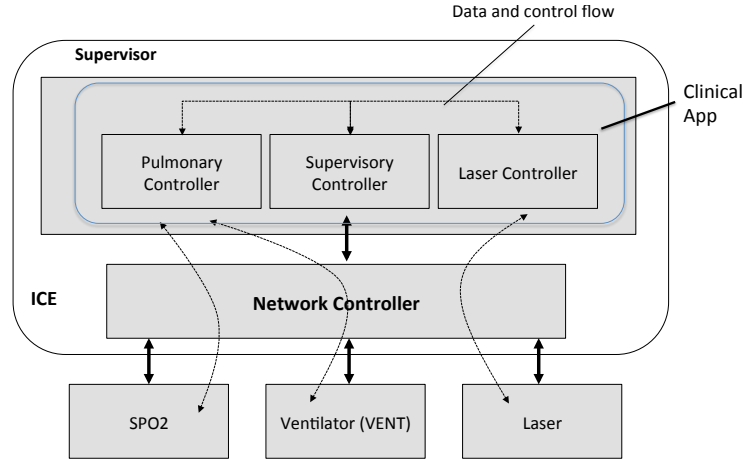 Data and control flow
Supervisor
Clinical
App
Pulmonary
Controller
Supervisory
Controller
Laser Controller
ICE
Network Controller
SPO2
Ventilator (VENT)
Laser